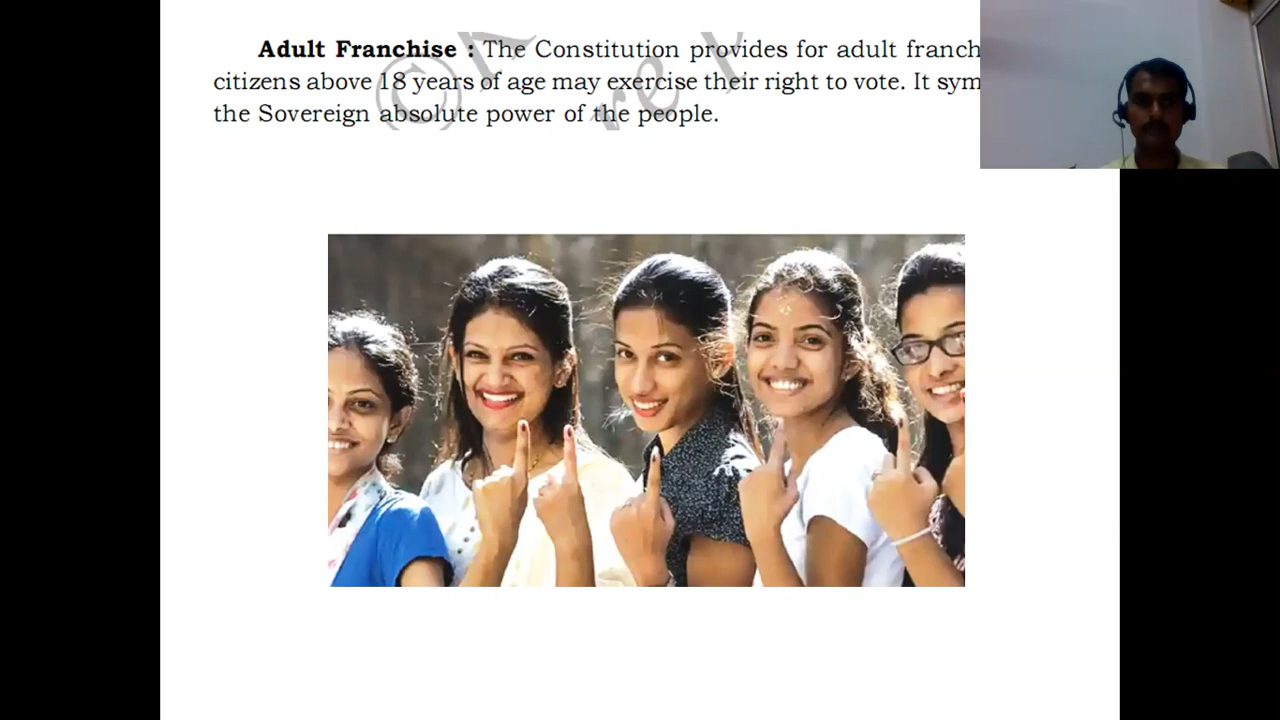 Adult Franchise : The Constitution provides for adult franch
citizens above 18 years of age may exercise their right to vote. It sym
the Sovereign absolute power of the people.